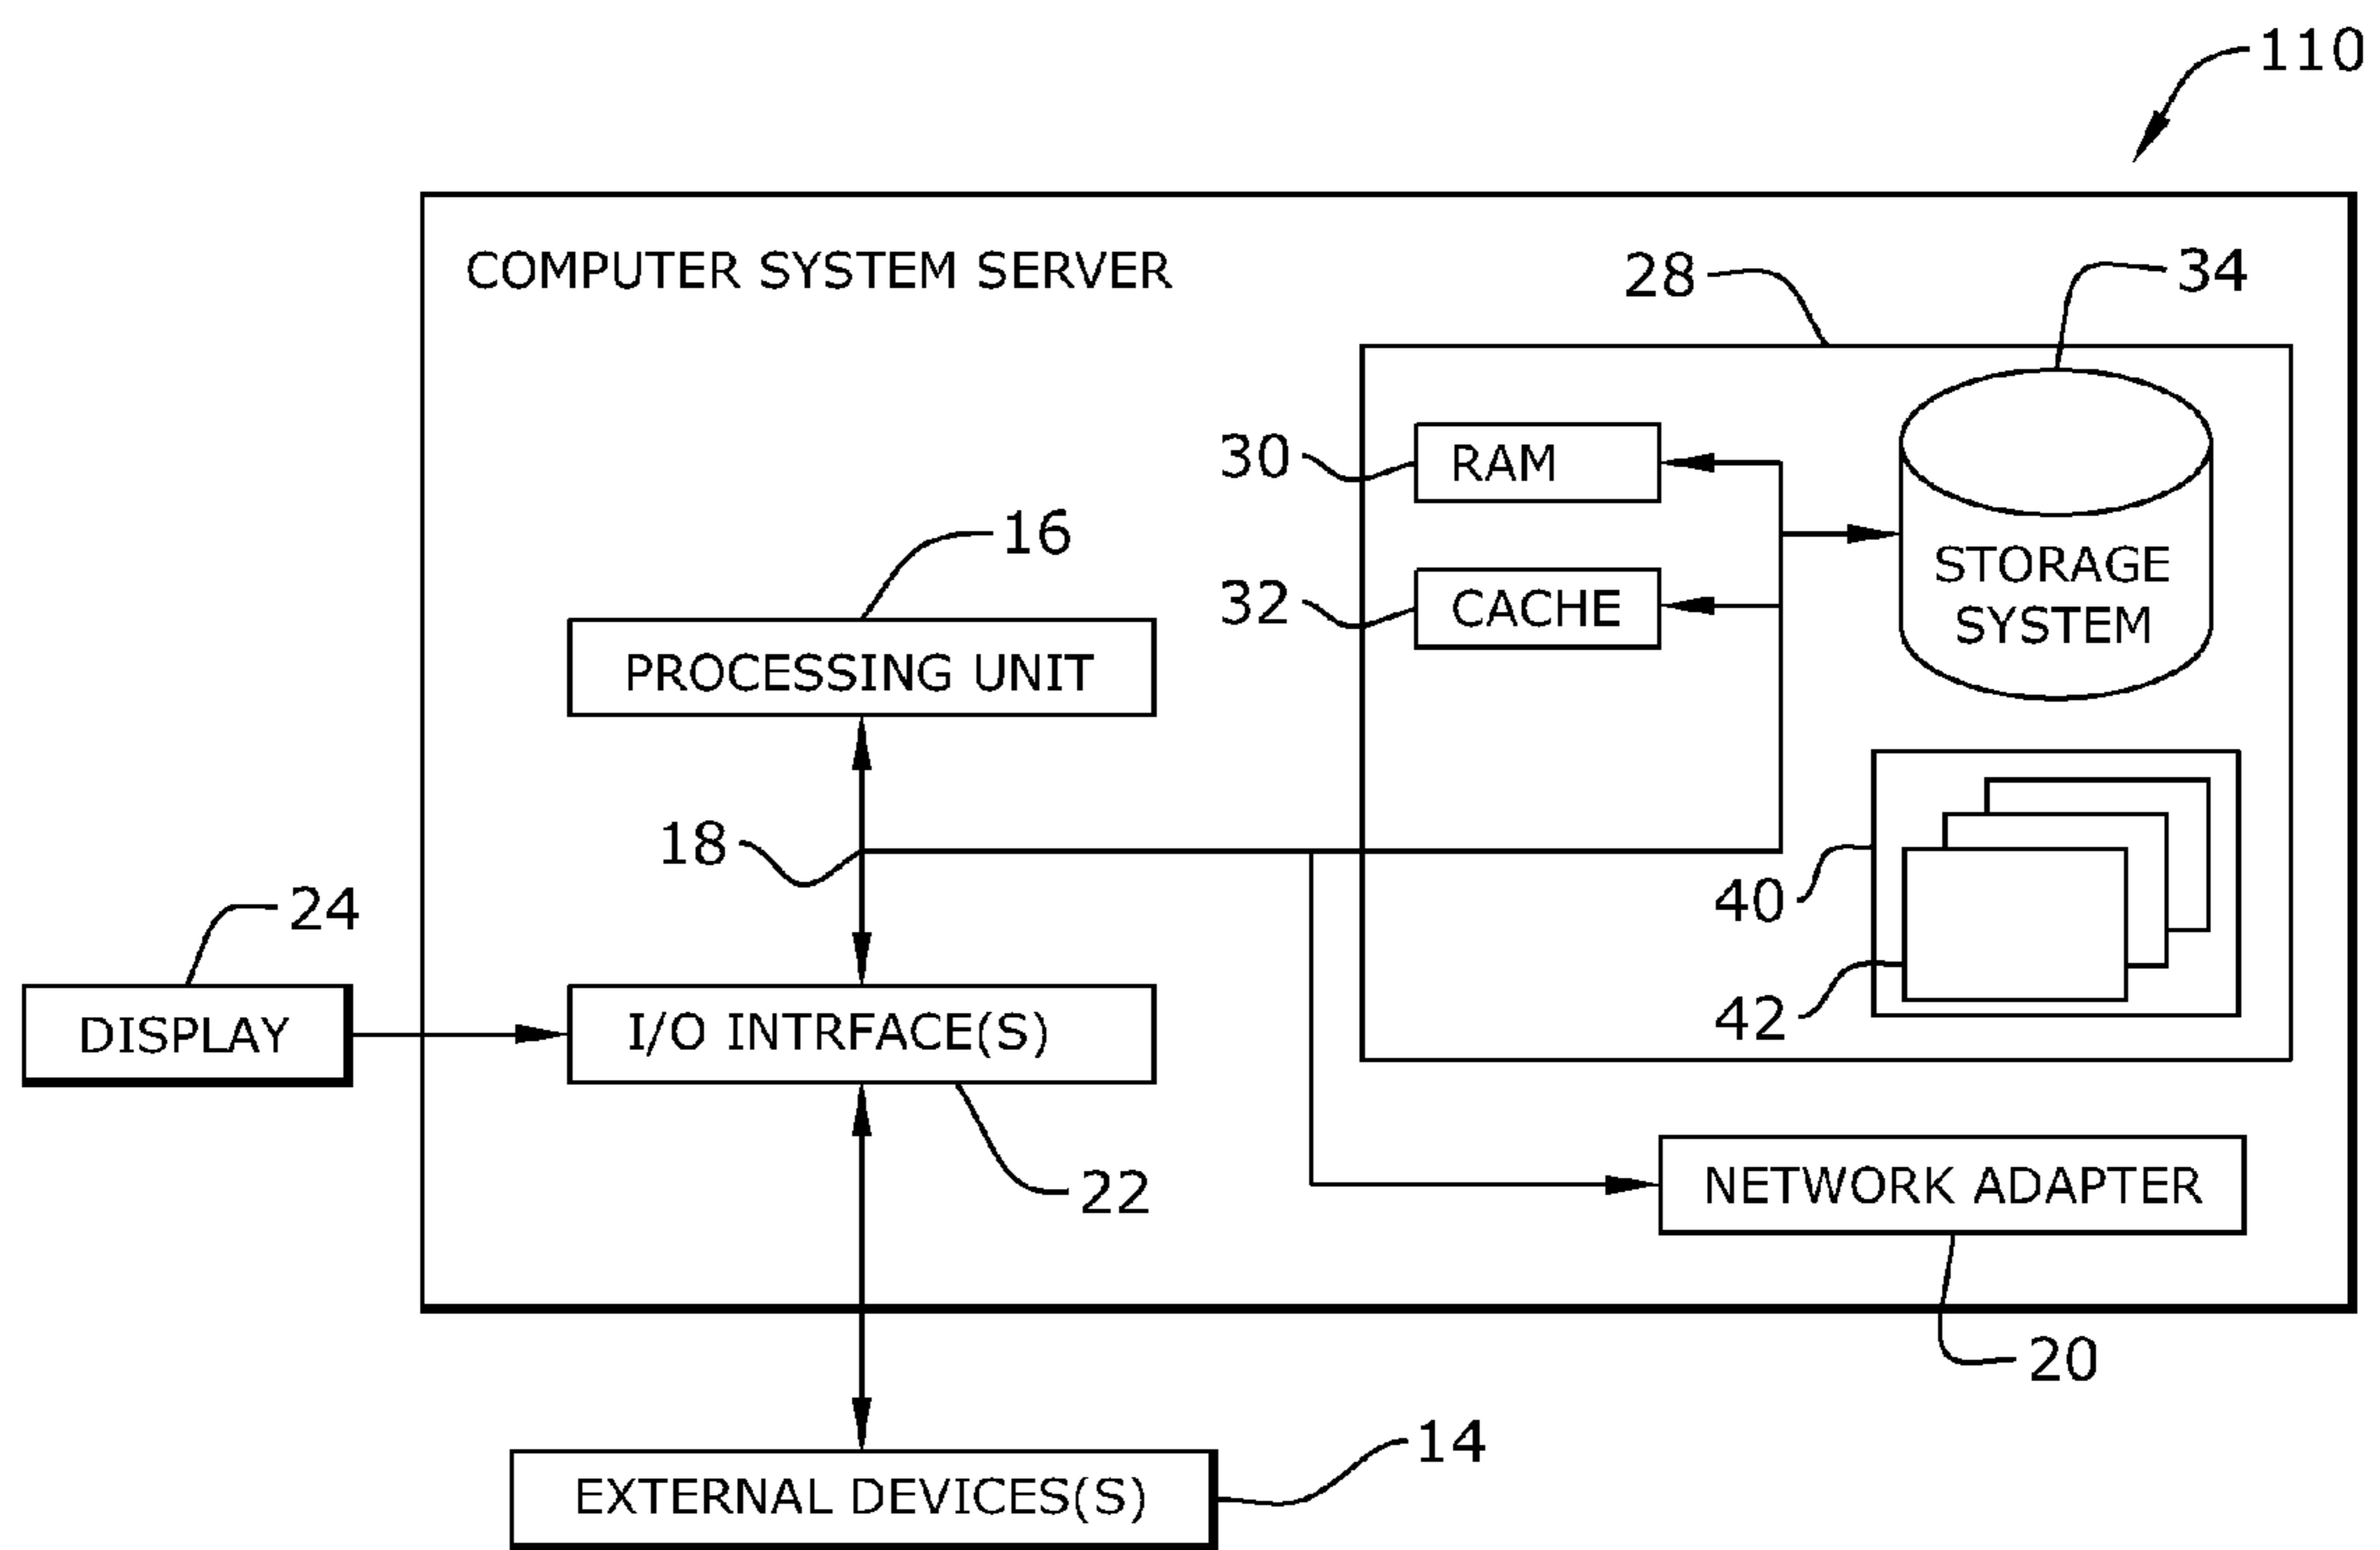 110
COMPUTER SYSTEM SERVER
28
34
30
RAM
16
32
CACHE
STORAGE
SYSTEM
PROCESSING UNIT
18
40
24
42
DISPLAY
I/O INTRFACE(S)
22
NETWORK ADAPTER
20
14
EXTERNAL DEVICES(S)